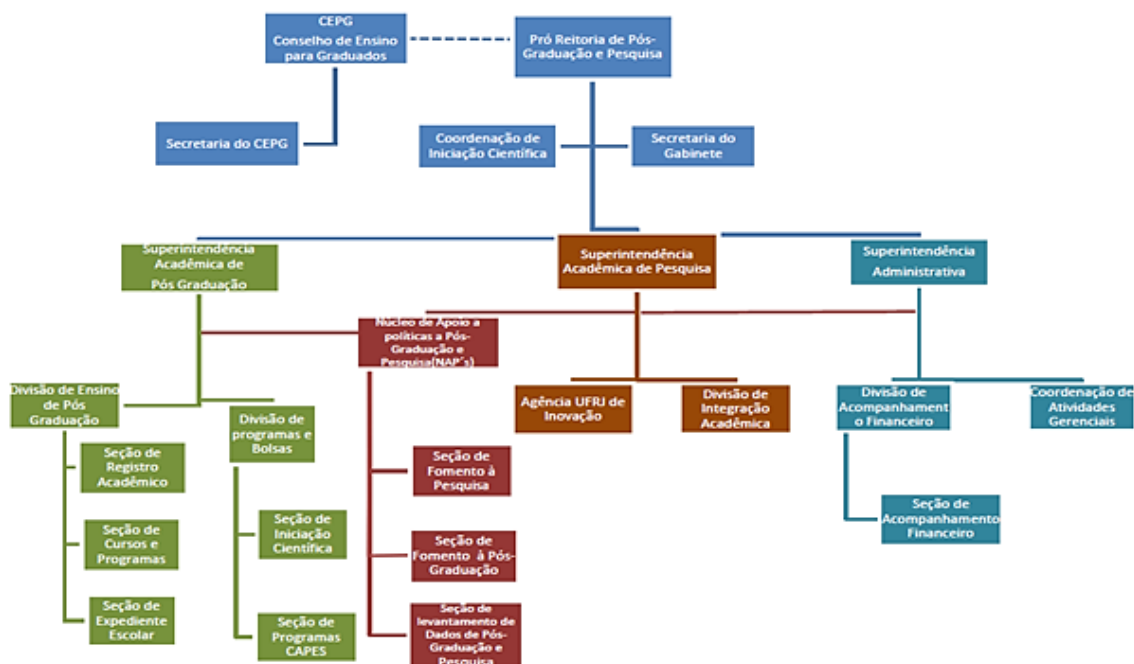 CEPG
Conselho de Ensino
para Graduados
Pró Reitoria de Pós-
Graduação e Pesquisa
Secretaria do CEPG
Coordenação de
Iniciação Científica
Secretaria do
Gabinete
Superintendência
Acadêmica de
Pós Graduação
Superintendência
Acadêmica de Pesquisa
Superintendência
Administrativa
Núcleo de Apoio a
políticas a Pós-
Graduação e
Pesquisa(NAP´s)
Divisão de Ensino
de Pós
Graduação
Divisão de
programas e
Bolsas
Agência UFRJ de
Inovação
Divisão de
Integração
Acadêmica
Divisão de
Acompanhament
o Financeiro
Coordenação de
Atividades
Gerenciais
Seção de
Registro
Acadêmico
Seção de
Fomento à
Pesquisa
Seção de
Acompanhamento
Financeiro
Seção de
Cursos e
Programas
Seção de
Iniciação
Científica
Seção de
Fomento à Pós-
Graduação
Seção de
Expediente
Escolar
Seção de
Programas
CAPES
Seção de
levantamento de
Dados de Pós-
Graduação e
Pesquisa